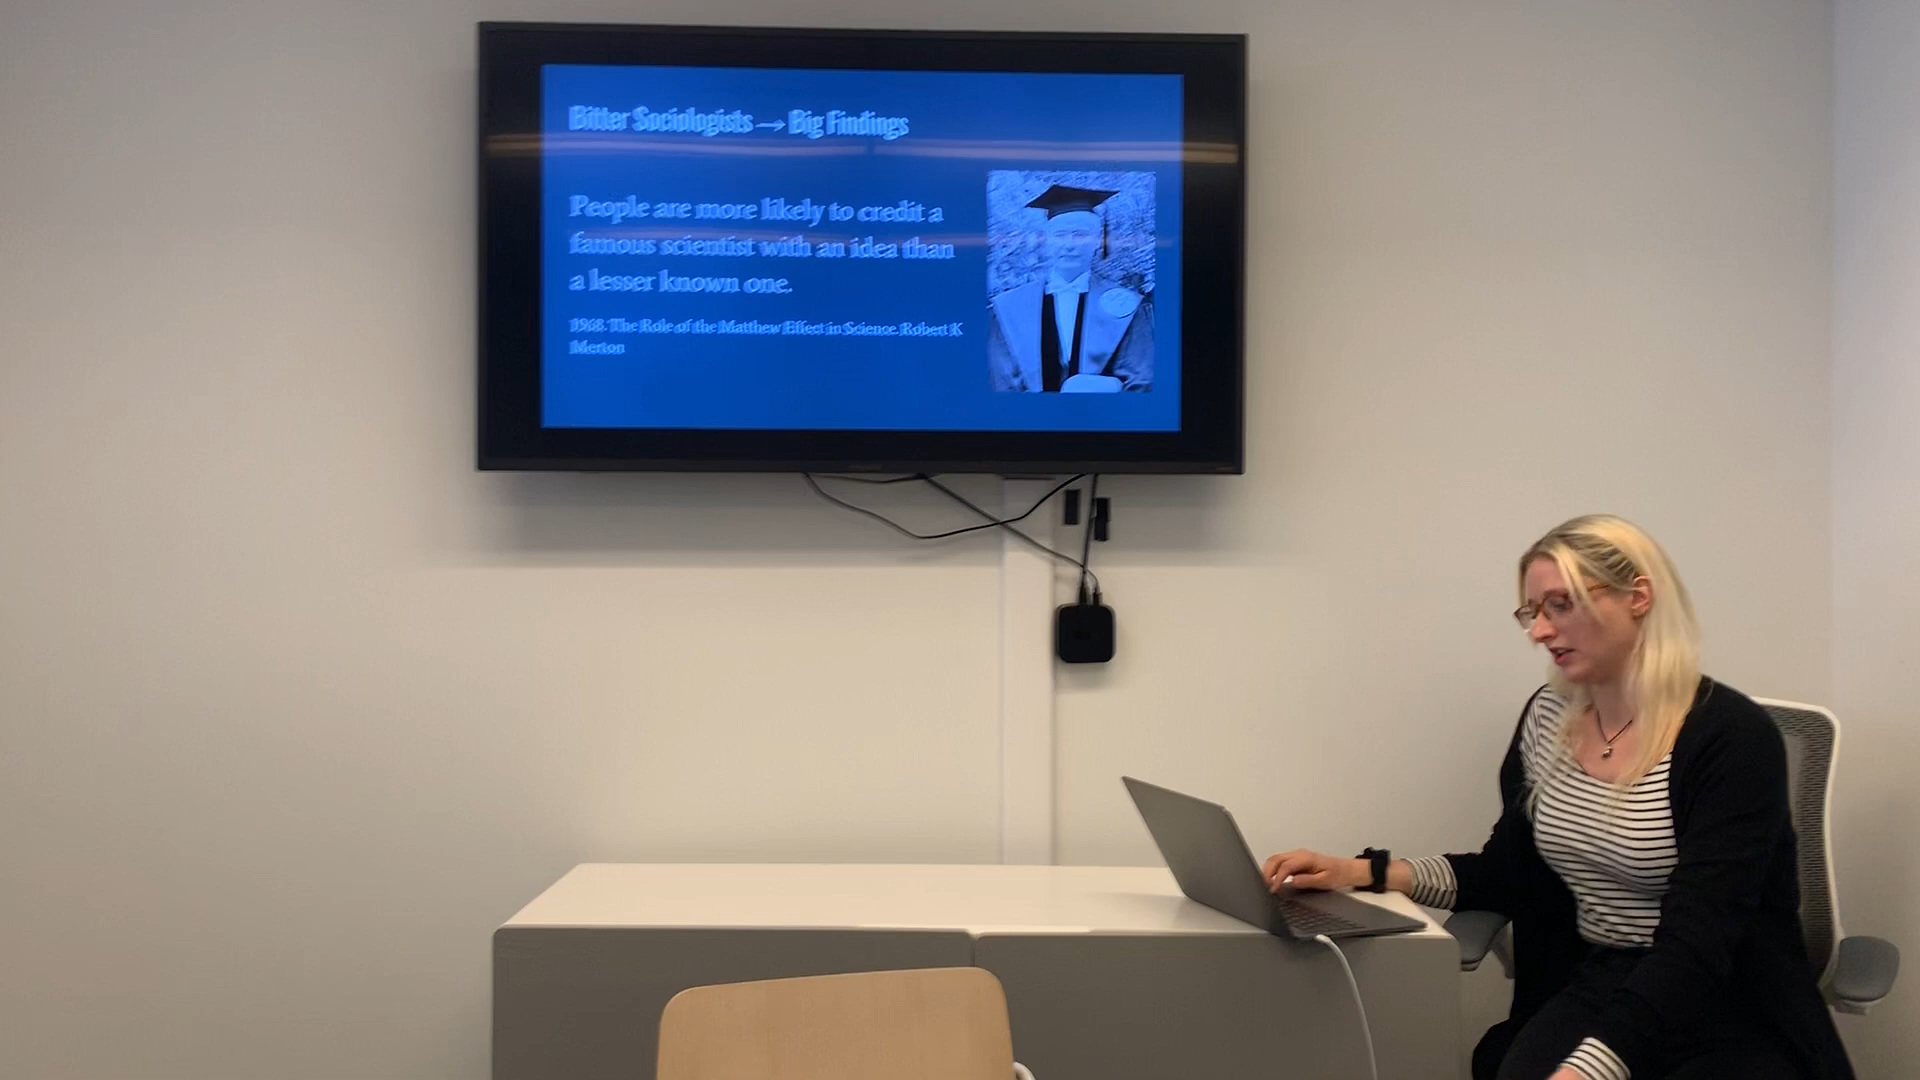 Bitter Sociologists → Big Findings
People are more likely to credit a
famous scientist with an idea than
a lesser known one.
1968. The Role of the Matthew Effect in Science. Robert K
Merton